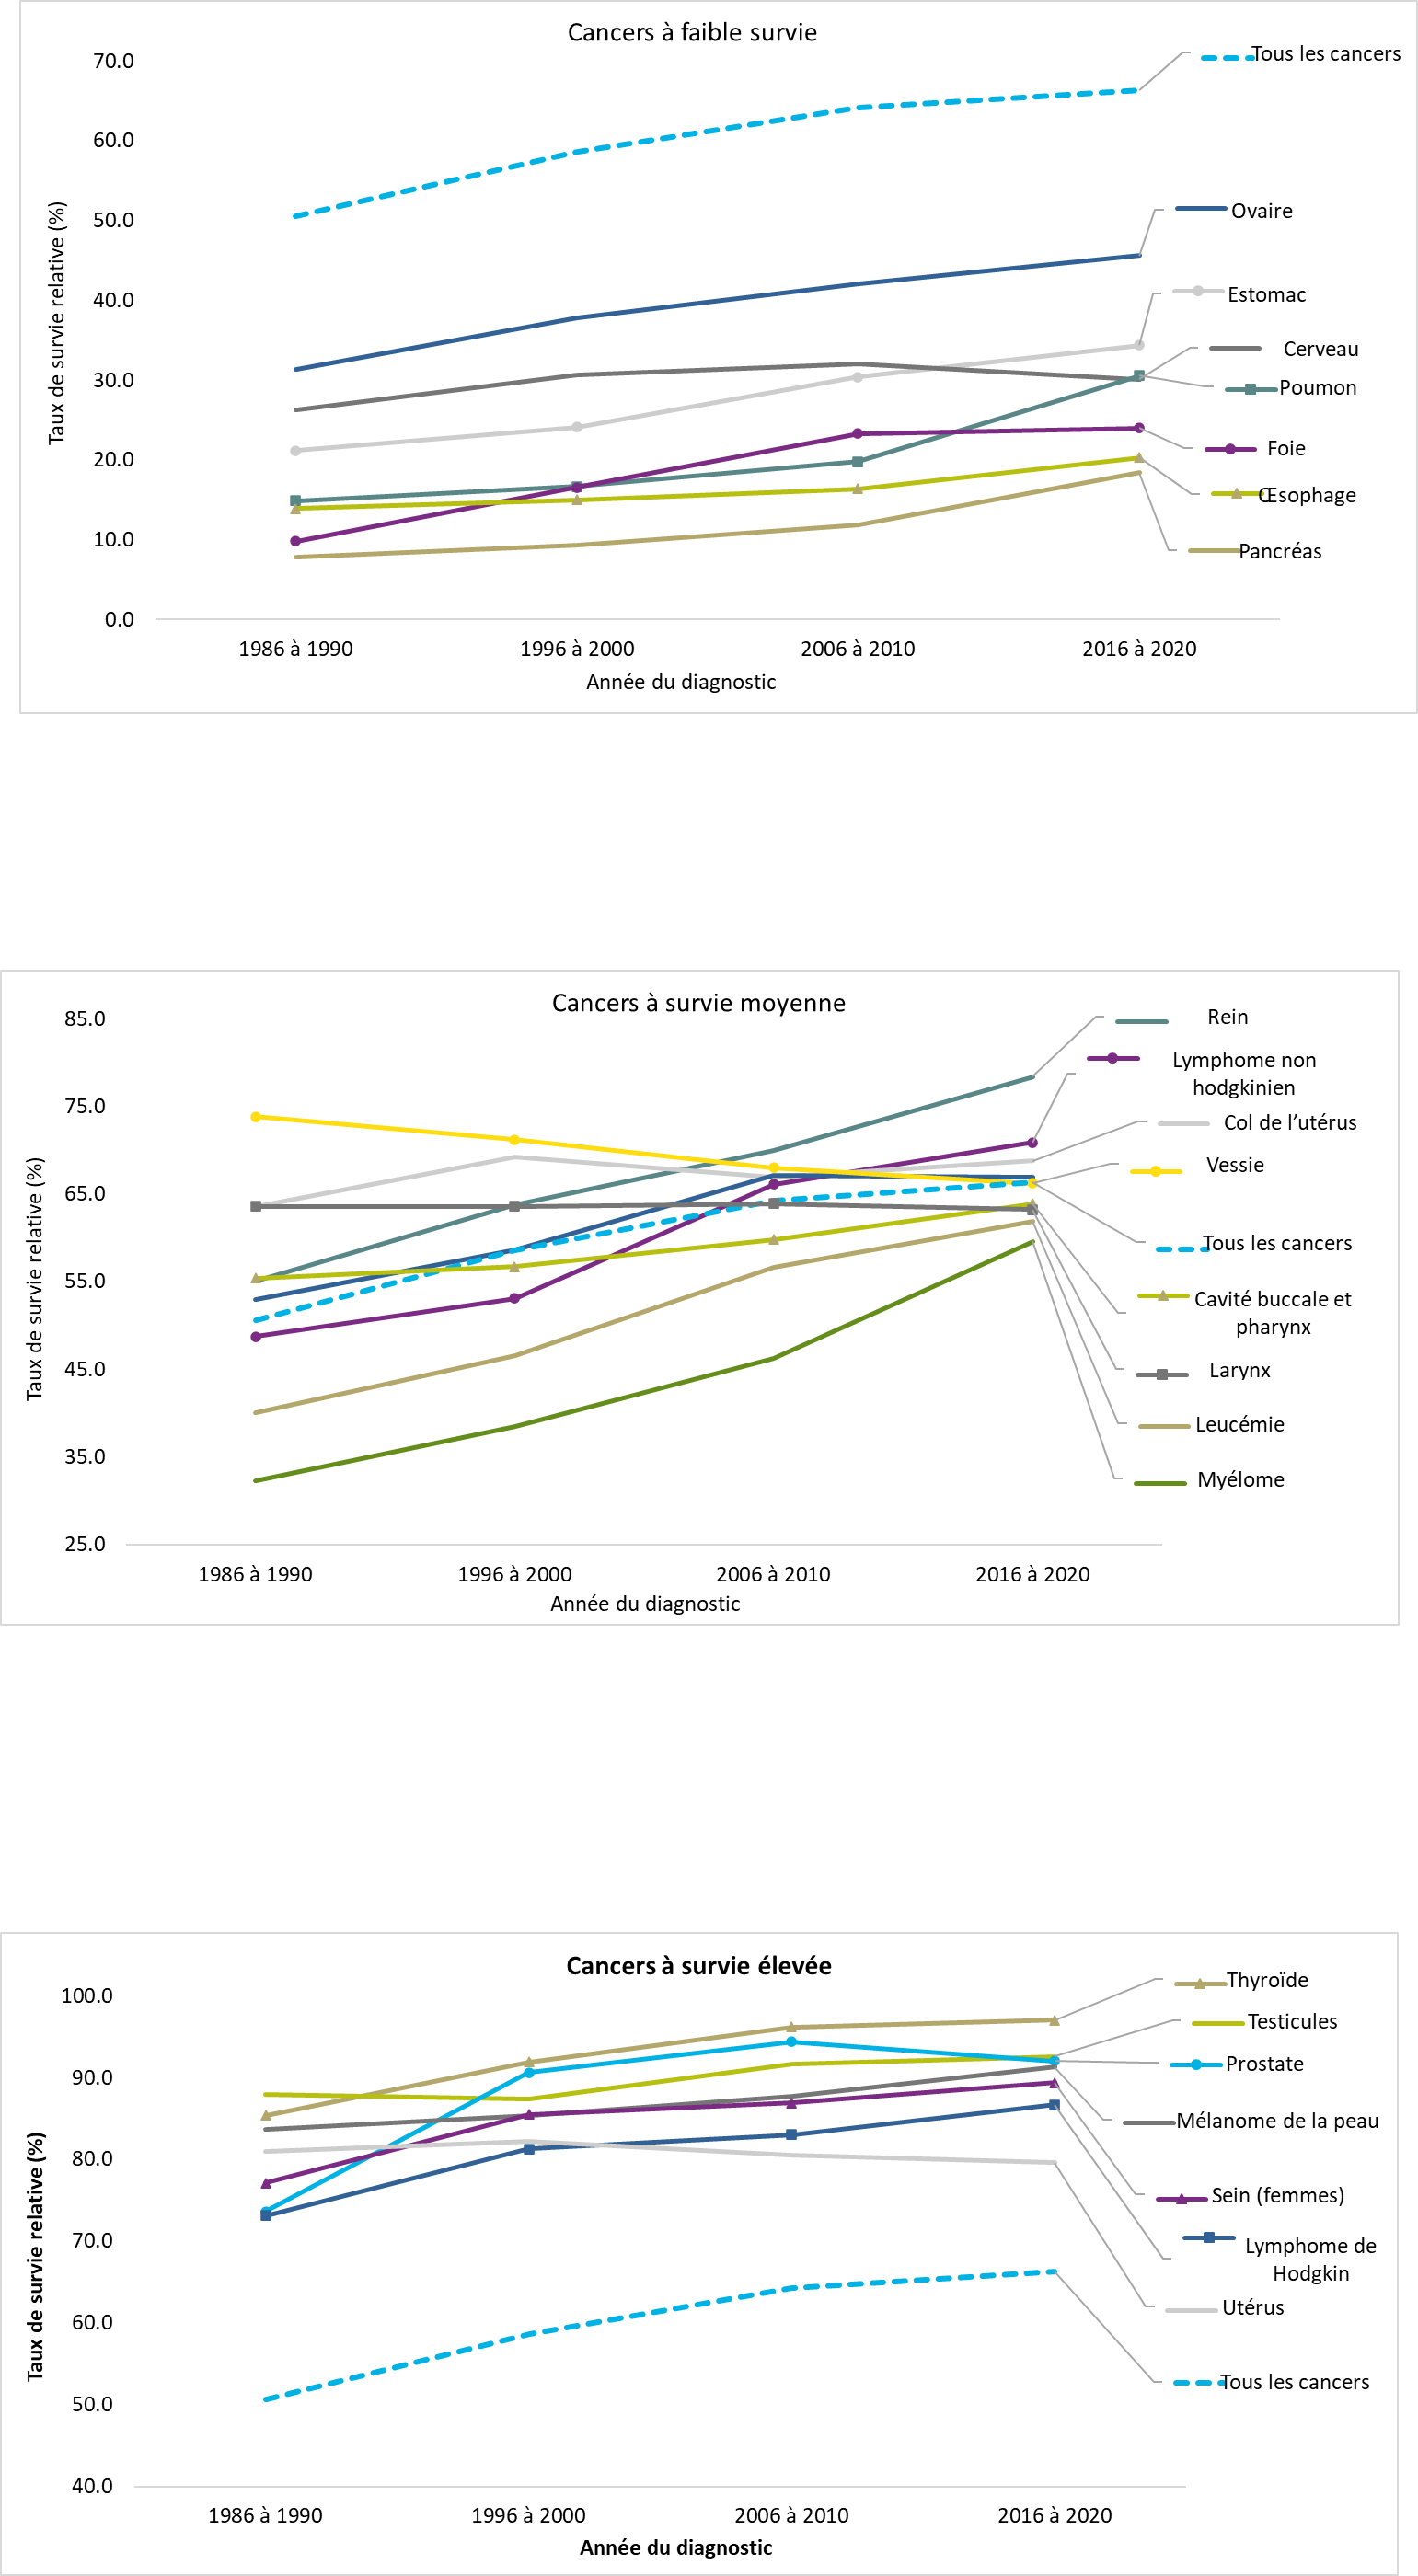 Cancers à faible survie
70.0
60.0
50.0
40.0
30.0
20.0
10.0
0.0
Taux de survie relative (%)
1986 à 1990
1996 à 2000
2006 à 2010
2016 à 2020
Année du diagnostic
Tous les cancers
Ovaire
Estomac
Cerveau
Poumon
Foie
Œsophage
Pancréas
Cancers à survie moyenne
85.0
75.0
65.0
55.0
45.0
35.0
25.0
Taux de survie relative (%)
1986 à 1990
1996 à 2000
2006 à 2010
2016 à 2020
Année du diagnostic
Rein
Lymphome non
hodgkinien
Col de l’utérus
Vessie
Tous les cancers
Cavité buccale et
pharynx
Larynx
Leucémie
Myélome
Cancers à survie élevée
100.0
90.0
80.0
70.0
60.0
50.0
40.0
Taux de survie relative (%)
1986 à 1990
1996 à 2000
2006 à 2010
2016 à 2020
Année du diagnostic
Thyroïde
Testicules
Prostate
Mélanome de la peau
Sein (femmes)
Lymphome de
Hodgkin
Utérus
Tous les cancers